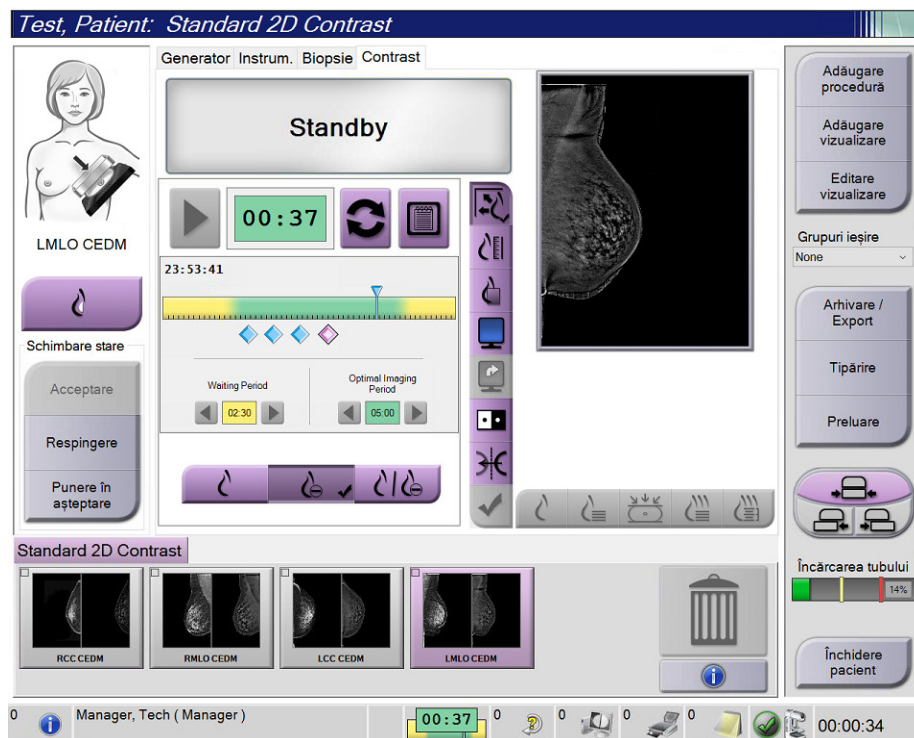 Test, Patient: Standard 2D Contrast
Generator Instrum. Biopsie Contrast
Standby
LMLO CEDM
00:37
23:53:41
Waiting Period
Optimal Imaging
Period
02:30
05:00
Schimbare stare
Acceptare
Respingere
Punere în
așteptare
Adăugare
procedură
Adăugare
vizualizare
Editare
vizualizare
Grupuri ieșire
None
Arhivare /
Export
Tipărire
Preluare
Încărcarea tubului
14%
Închidere
pacient
Standard 2D Contrast
RCC CEDM
RMLO CEDM
LCC CEDM
LMLO CEDM
0
Manager, Tech ( Manager )
00:37
0
0
0
0
00:00:34